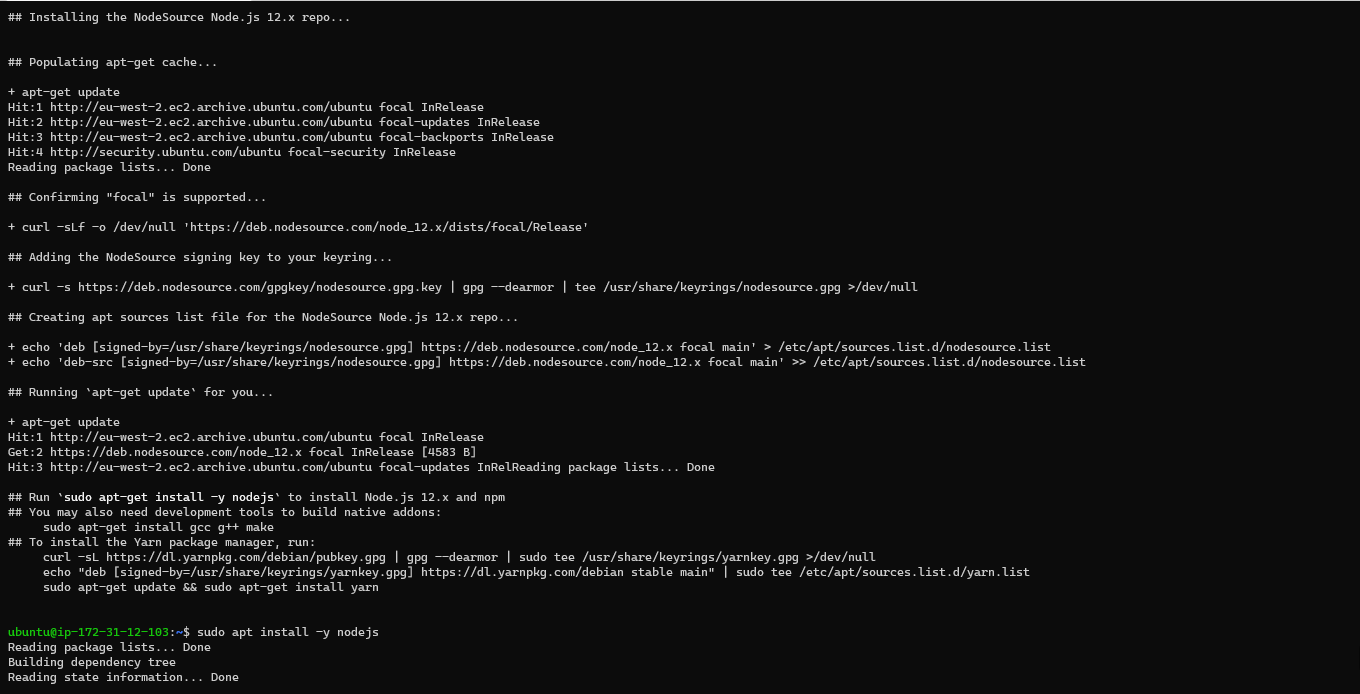 ## Installing the NodeSource Node.js 12.x repo...
## Populating apt-get cache...
+ apt-get update
Hit:1 http://eu-west-2.ec2.archive.ubuntu.com/ubuntu focal InRelease
Hit:2 http://eu-west-2.ec2.archive.ubuntu.com/ubuntu focal-updates InRelease
Hit:3 http://eu-west-2.ec2.archive.ubuntu.com/ubuntu focal-backports InRelease
Hit:4 http://security.ubuntu.com/ubuntu focal-security InRelease
Reading package lists... Done
## Confirming "focal" is supported...
+ curl -sLf -o /dev/null 'https://deb.nodesource.com/node_12.x/dists/focal/Release'
## Adding the NodeSource signing key to your keyring...
+ curl -s https://deb.nodesource.com/gpgkey/nodesource.gpg.key | gpg --dearmor | tee /usr/share/keyrings/nodesource.gpg >/dev/null
## Creating apt sources list file for the NodeSource Node.js 12.x repo...
+ echo 'deb [signed-by=/usr/share/keyrings/nodesource.gpg] https://deb.nodesource.com/node_12.x focal main' > /etc/apt/sources.list.d/nodesource.list
+ echo 'deb-src [signed-by=/usr/share/keyrings/nodesource.gpg] https://deb.nodesource.com/node_12.x focal main' >> /etc/apt/sources.list.d/nodesource.list
## Running `apt-get update` for you...
+ apt-get update
Hit:1 http://eu-west-2.ec2.archive.ubuntu.com/ubuntu focal InRelease
Get:2 https://deb.nodesource.com/node_12.x focal InRelease [4583 B]
Hit:3 http://eu-west-2.ec2.archive.ubuntu.com/ubuntu focal-updates InRelReading package lists... Done
## Run `sudo apt-get install -y nodejs` to install Node.js 12.x and npm
## You may also need development tools to build native addons:
     sudo apt-get install gcc g++ make
## To install the Yarn package manager, run:
     curl -sL https://dl.yarnpkg.com/debian/pubkey.gpg | gpg --dearmor | sudo tee /usr/share/keyrings/yarnkey.gpg >/dev/null
     echo "deb [signed-by=/usr/share/keyrings/yarnkey.gpg] https://dl.yarnpkg.com/debian stable main" | sudo tee /etc/apt/sources.list.d/yarn.list
     sudo apt-get update && sudo apt-get install yarn
ubuntu@ip-172-31-12-103:~$ sudo apt install -y nodejs
Reading package lists... Done
Building dependency tree
Reading state information... Done